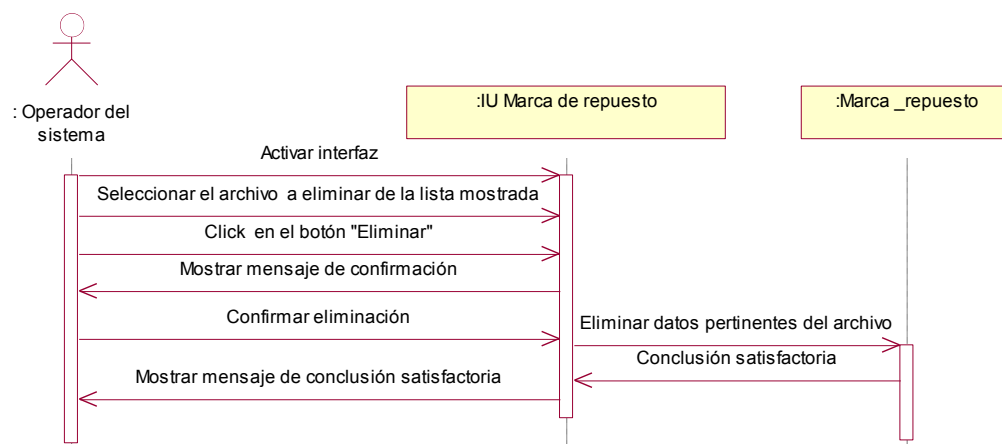 : Operador del
sistema
:IU Marca de repuesto
:Marca _repuesto
Activar interfaz
Seleccionar el archivo a eliminar de la lista mostrada
Click en el botón "Eliminar"
Mostrar mensaje de confirmación
Confirmar eliminación
Eliminar datos pertinentes del archivo
Conclusión satisfactoria
Mostrar mensaje de conclusión satisfactoria